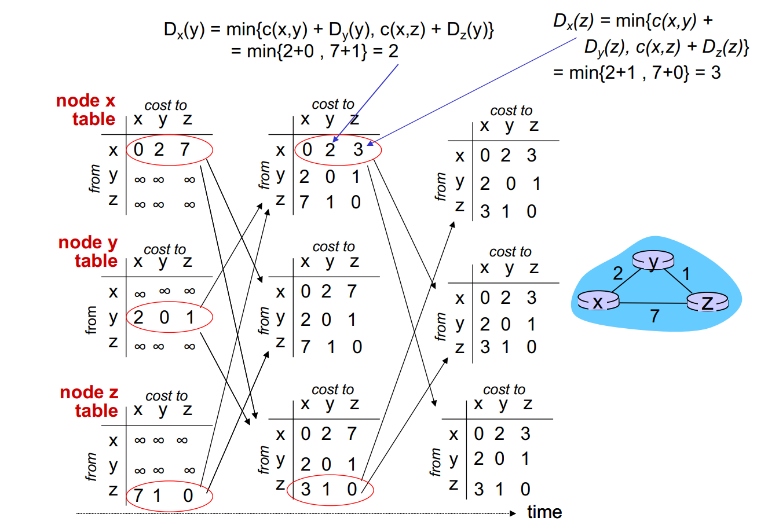 Dx(y) = min{c(x,y) + Dy(y), c(x,z) + Dz(y)}
= min{2+0 , 7+1} = 2
Dx(z) = min{c(x,y) +
Dy(z), c(x,z) + Dz(z)}
= min{2+1 , 7+0} = 3
node x
table
cost to
x y z
from
x 0 2 7
y ∞ ∞ ∞
z ∞ ∞ ∞
cost to
x y z
from
x 0 2 3
y 2 0 1
z 7 1 0
cost to
x y z
from
x 0 2 3
y 2 0 1
z 3 1 0
node y
table
cost to
x y z
from
x ∞ ∞ ∞
y 2 0 1
z ∞ ∞ ∞
cost to
x y z
from
x 0 2 7
y 2 0 1
z 7 1 0
cost to
x y z
from
x 0 2 3
y 2 0 1
z 3 1 0
node z
table
cost to
x y z
from
x ∞ ∞ ∞
y ∞ ∞ ∞
z 7 1 0
cost to
x y z
from
x 0 2 7
y 2 0 1
z 3 1 0
cost to
x y z
from
x 0 2 3
y 2 0 1
z 3 1 0
y
2 1
x z
7
time